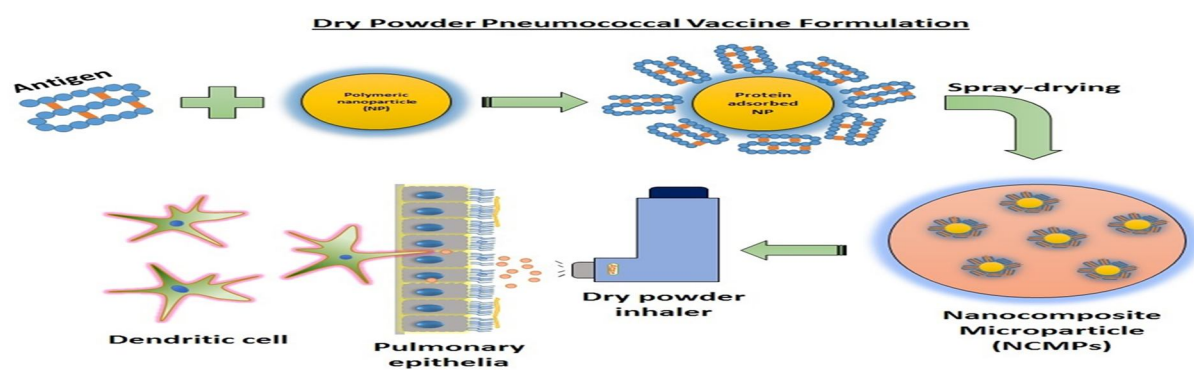 Dry Powder Pneumococcal Vaccine Formulation
Antigen
Polymeric
nanoparticle
(NP)
Protein
adsorbed
NP
Spray-drying
Nanocomposite
Microparticle
(NCMPs)
Dry powder
inhaler
Pulmonary
epithelia
Dendritic cell